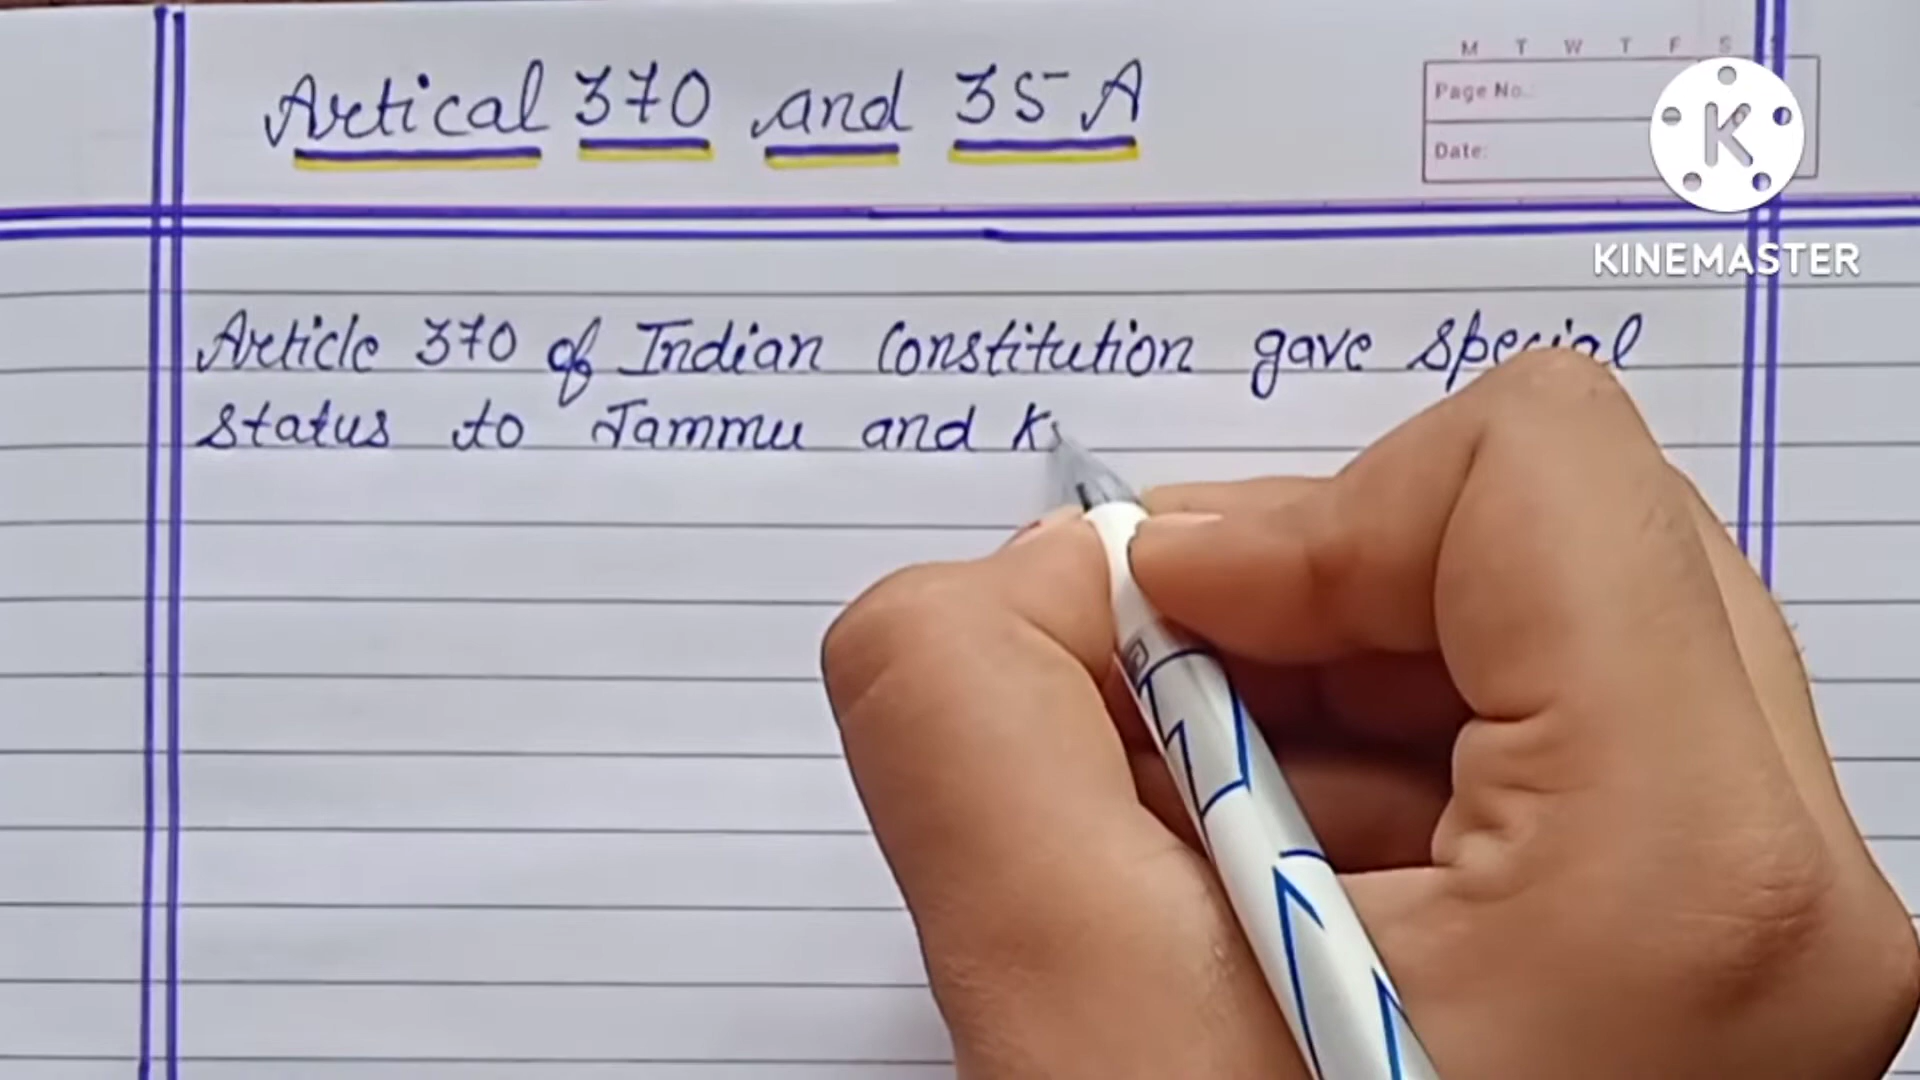 Artical 370 and 35 A
M T W T F S
Page No.:
Date:
K
KINEMASTER
Article 370 of Indian Constitution gave special
status to Jammu and